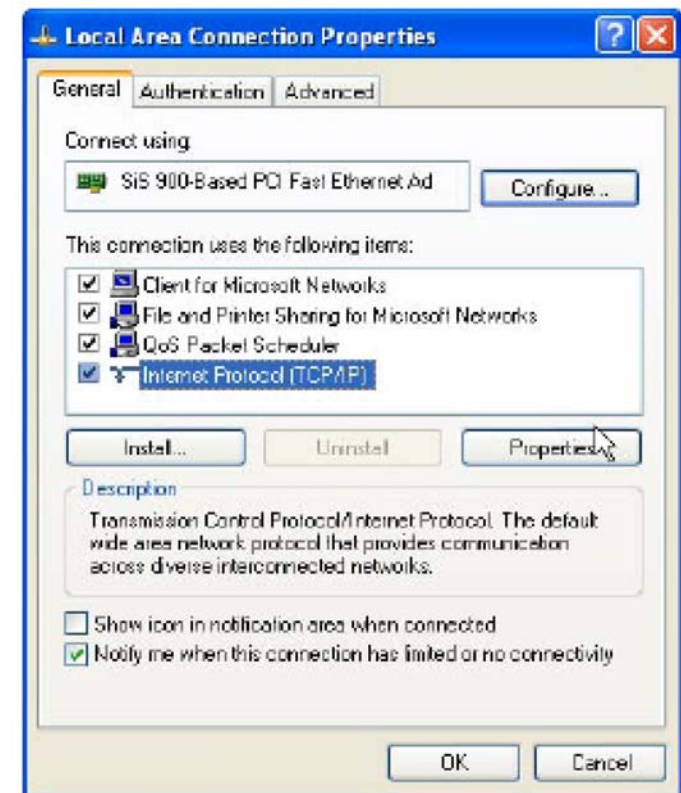 Local Area Connection Properties
General Authentication Advanced
Connect using:
SiS 900-Based PCI Fast Ethernet Ad
Configure...
This connection uses the following items:
Client for Microsoft Networks
File and Printer Sharing for Microsoft Networks
QoS Packet Scheduler
Internet Protocol (TCP/IP)
Install... Uninstall Properties
Description
Transmission Control Protocol/Internet Protocol. The default
wide area network protocol that provides communication
across diverse interconnected networks.
Show icon in notification area when connected
Notify me when this connection has limited or no connectivity
OK Cancel